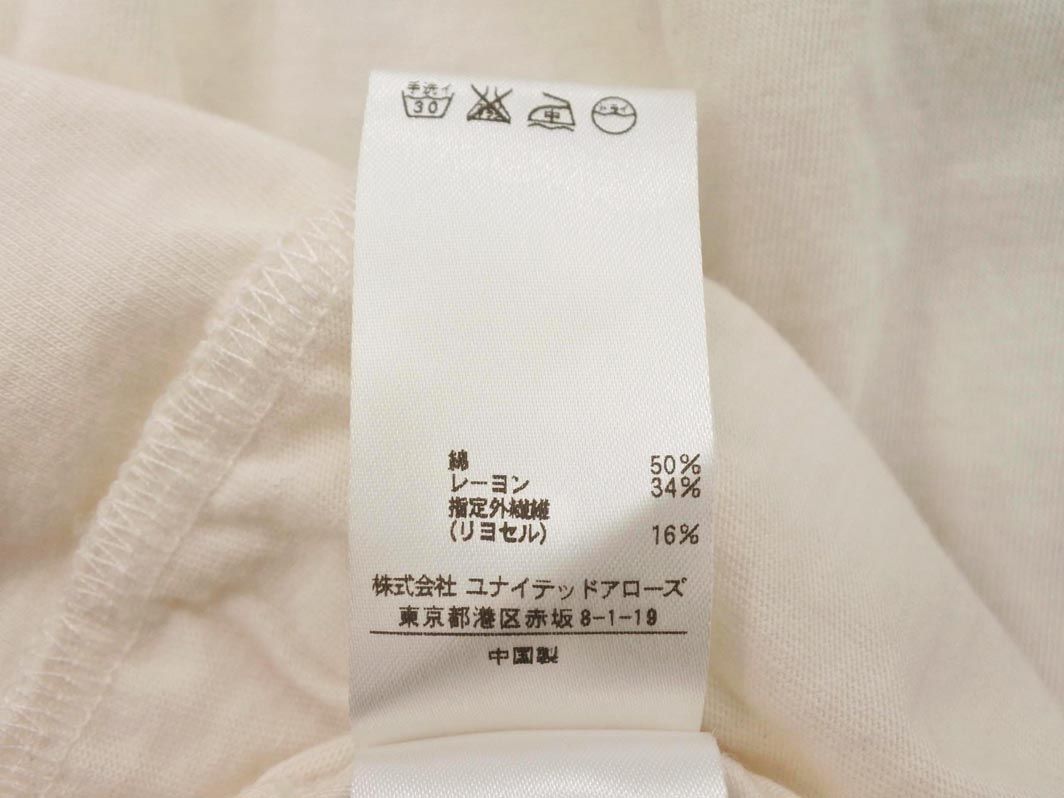 手洗イ
30
中
ドライ
綿 50%
レーヨン 34%
指定外繊維
(リヨセル) 16%
株式会社 ユナイテッドアローズ
東京都港区赤坂8-1-19
中国製